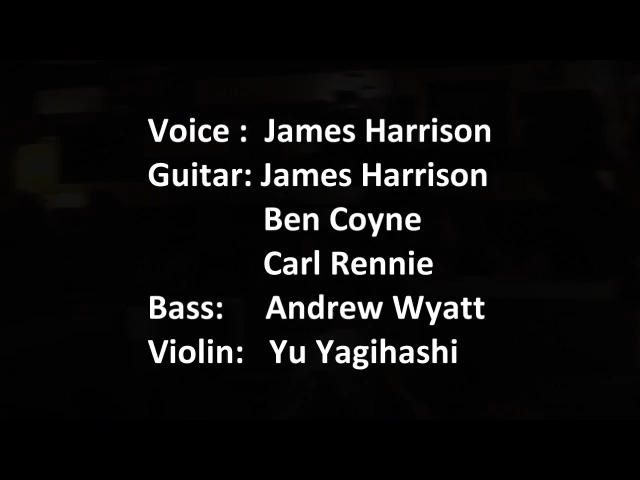 Voice : James Harrison
Guitar: James Harrison
Ben Coyne
Carl Rennie
Bass: Andrew Wyatt
Violin: Yu Yagihashi